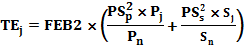 TEⱼ = FEB2 × (PSₚ² × Pⱼ / Pₙ + PSₛ² × Sⱼ / Sₙ)